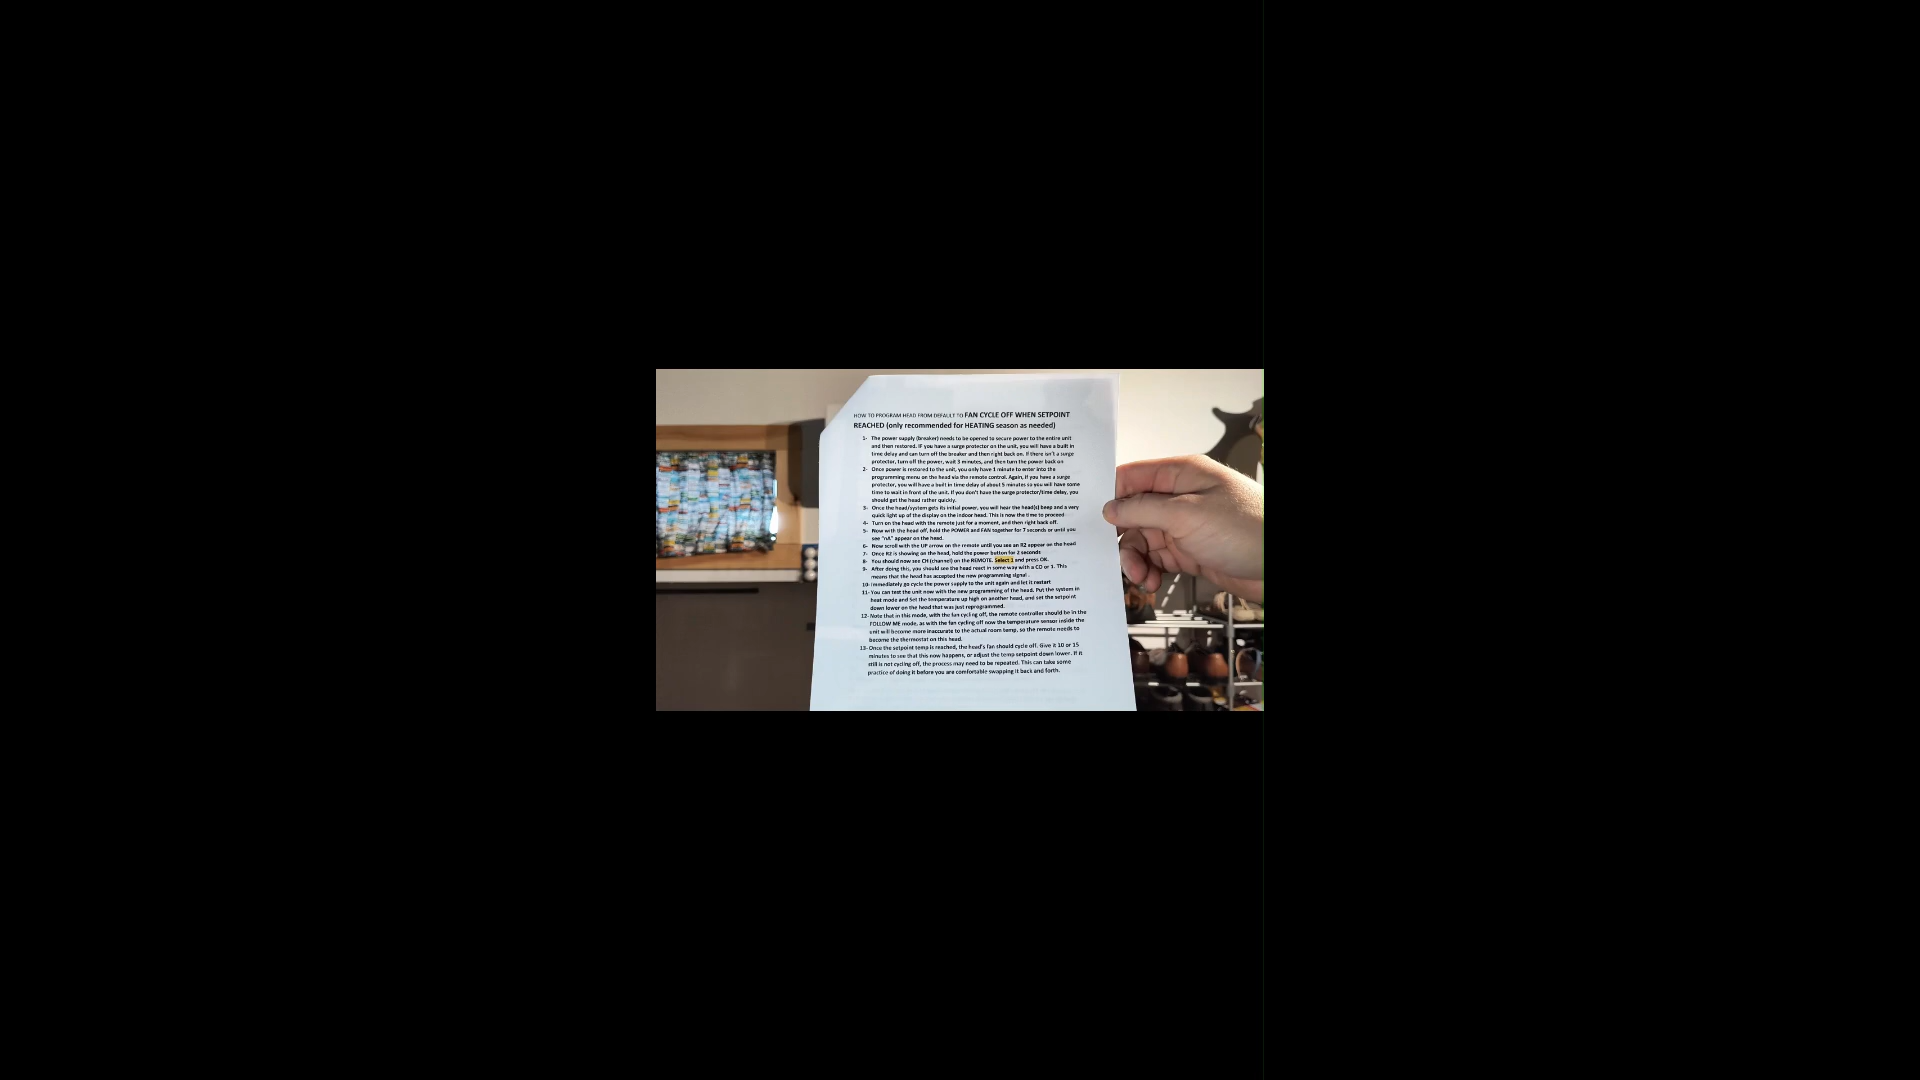 HOW TO PROGRAM HEAD FROM DEFAULT TO FAN CYCLE OFF WHEN SETPOINT
REACHED (only recommended for HEATING season as needed)
1- The power supply (breaker) needs to be opened to secure power to the entire unit
and then restored. IF you have a surge protector on the unit, you will have a built in
time delay and can turn off the breaker and then right back on. If there isn't a surge
protector, turn off the power, wait 3 minutes, and then turn the power back on
2- Once power is restored to the unit, you only have 1 minute to enter into the
programming menu on the head via the remote control. Again, if you have a surge
protector, you will have a built in time delay of about 5 minutes so you will have some
time to wait in front of the unit. If you don't have the surge protector/time delay, you
should get the head rather quickly.
3- Once the head/system gets its initial power, you will hear the head(s) beep and a very
quick light up of the display on the indoor head. This is now the time to proceed
4- Turn on the head with the remote just for a moment, and then right back off.
5- Now with the head off, hold the POWER and FAN together for 7 seconds or until you
see "nA" appear on the head.
6- Now scroll with the UP arrow on the remote until you see an R2 appear on the head
7- Once R2 is showing on the head, hold the power button for 2 seconds
8- You should now see CH (channel) on the REMOTE. Select 1 and press OK.
9- After doing this, you should see the head react in some way with a CO or 1. This
means that the head has accepted the new programming signal .
10- Immediately go cycle the power supply to the unit again and let it restart
11- You can test the unit now with the new programming of the head. Put the system in
heat mode and Set the temperature up high on another head, and set the setpoint
down lower on the head that was just reprogrammed.
12- Note that in this mode, with the fan cycling off, the remote controller should be in the
FOLLOW ME mode, as with the fan cycling off now the temperature sensor inside the
unit will become more inaccurate to the actual room temp, so the remote needs to
become the thermostat on this head.
13- Once the setpoint temp is reached, the head's fan should cycle off. Give it 10 or 15
minutes to see that this now happens, or adjust the temp setpoint down lower. If it
still is not cycling off, the process may need to be repeated. This can take some
practice of doing it before you are comfortable swapping it back and forth.